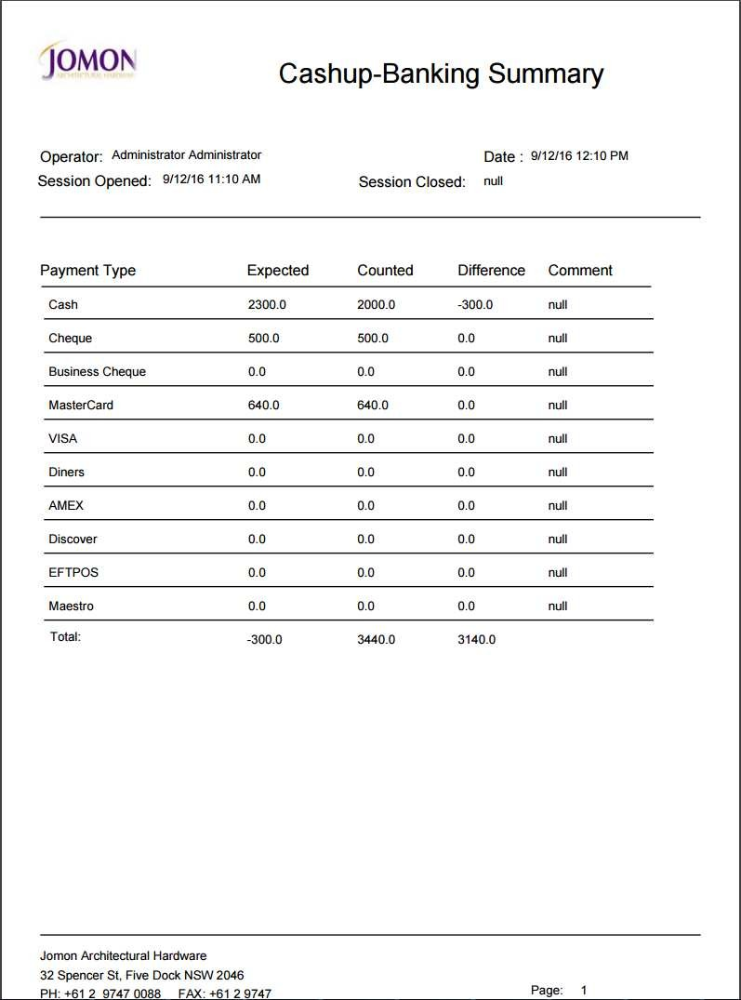 JOMON
ARCHITECTURAL HARDWARE
Cashup-Banking Summary
Operator: Administrator Administrator Date : 9/12/16 12:10 PM
Session Opened: 9/12/16 11:10 AM Session Closed: null
Payment Type Expected Counted Difference Comment
Cash 2300.0 2000.0 -300.0 null
Cheque 500.0 500.0 0.0 null
Business Cheque 0.0 0.0 0.0 null
MasterCard 640.0 640.0 0.0 null
VISA 0.0 0.0 0.0 null
Diners 0.0 0.0 0.0 null
AMEX 0.0 0.0 0.0 null
Discover 0.0 0.0 0.0 null
EFTPOS 0.0 0.0 0.0 null
Maestro 0.0 0.0 0.0 null
Total: -300.0 3440.0 3140.0
Jomon Architectural Hardware
32 Spencer St, Five Dock NSW 2046
PH: +61 2 9747 0088 FAX: +61 2 9747 Page: 1